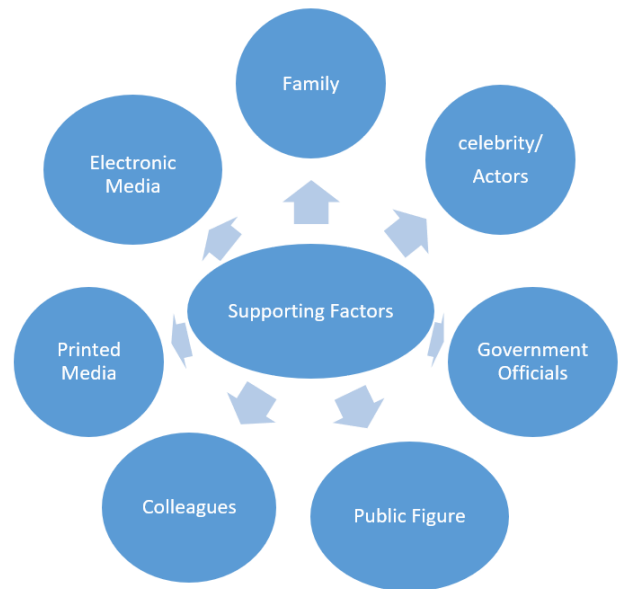 Family
celebrity/
Actors
Electronic
Media
Supporting Factors
Government
Officials
Printed
Media
Colleagues
Public Figure